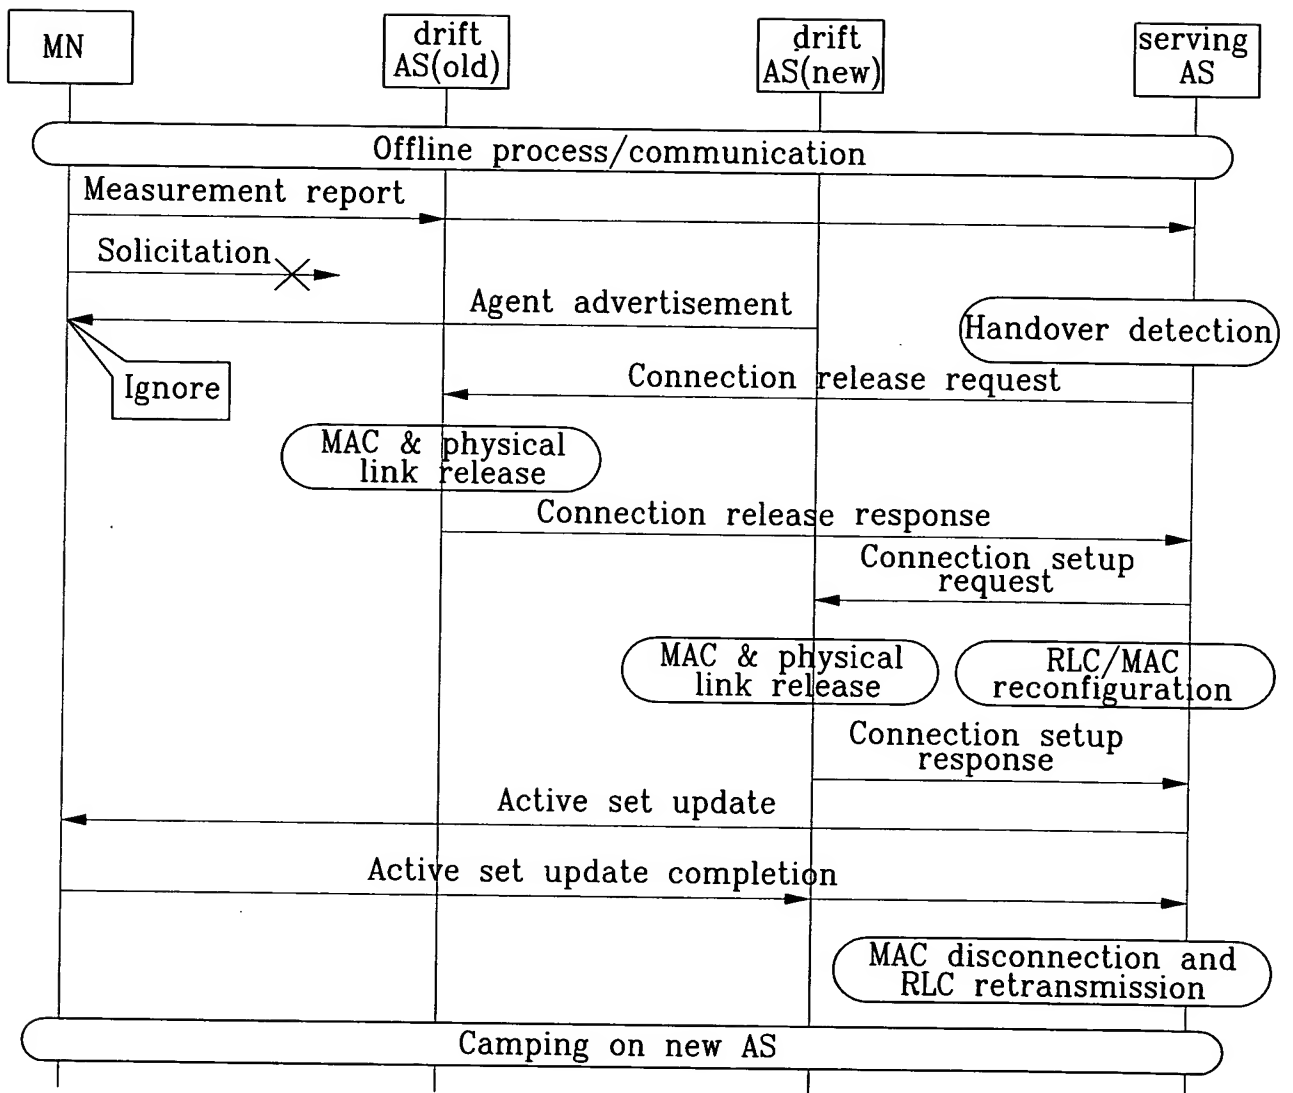 MN
drift
AS(old)
drift
AS(new)
serving
AS
Offline process/communication
Measurement report
Solicitation
Agent advertisement
Handover detection
Ignore
Connection release request
MAC & physical
link release
Connection release response
Connection setup
request
MAC & physical
link release
RLC/MAC
reconfiguration
Connection setup
response
Active set update
Active set update completion
MAC disconnection and
RLC retransmission
Camping on new AS